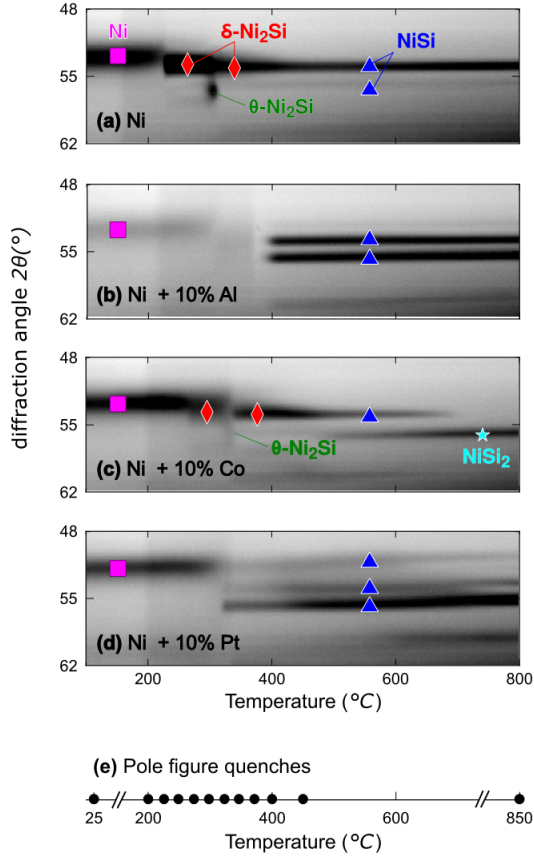 48
Ni
δ-Ni₂Si
NiSi
55
θ-Ni₂Si
(a) Ni
62
48
55
(b) Ni + 10% Al
62
diffraction angle 2θ(°)
48
55
θ-Ni₂Si
(c) Ni + 10% Co
NiSi₂
62
48
55
(d) Ni + 10% Pt
62
200 400 600 800
Temperature (°C)
(e) Pole figure quenches
25 200 400 600 850
Temperature (°C)